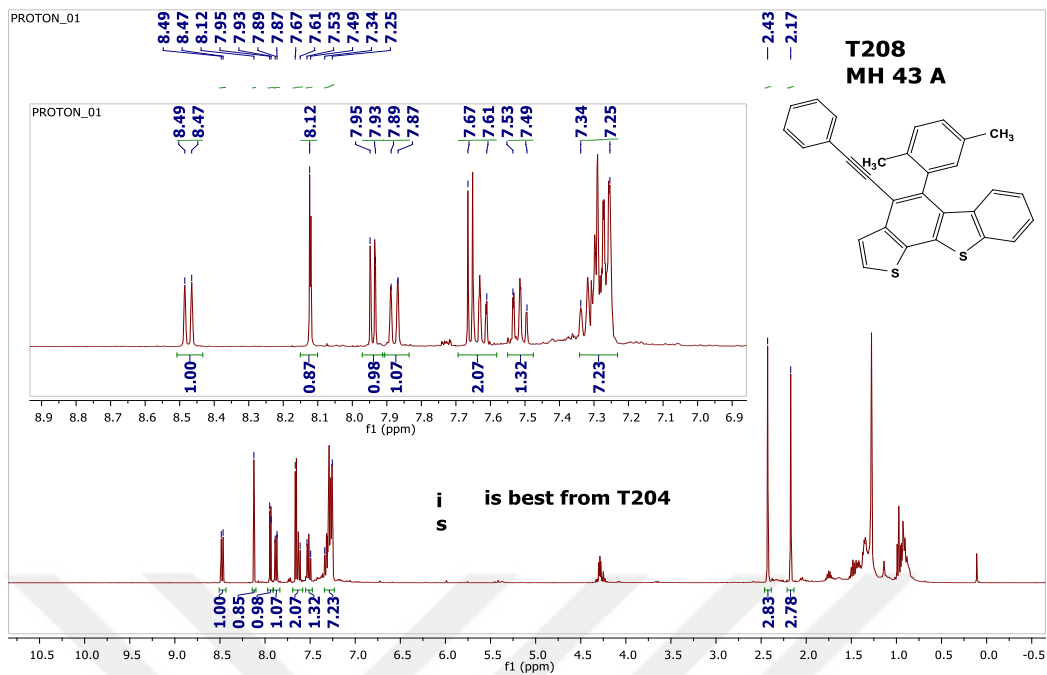 PROTON_01
8.49 8.47 8.12 7.95 7.93 7.89 7.87 7.67 7.61 7.53 7.49 7.34 7.25
2.43 2.17
T208
MH 43 A
PROTON_01
8.49 8.47 8.12 7.95 7.93 7.89 7.87 7.67 7.61 7.53 7.49 7.34 7.25
CH3
H3C
S
S
1.00 0.87 0.98 1.07 2.07 1.32 7.23
8.9 8.8 8.7 8.6 8.5 8.4 8.3 8.2 8.1 8.0 7.9 7.8 7.7 7.6 7.5 7.4 7.3 7.2 7.1 7.0 6.9
f1 (ppm)
i
s
is best from T204
1.00 0.85 0.98 1.07 2.07 1.32 7.23 2.83 2.78
10.5 10.0 9.5 9.0 8.5 8.0 7.5 7.0 6.5 6.0 5.5 5.0 4.5 4.0 3.5 3.0 2.5 2.0 1.5 1.0 0.5 0.0 -0.5
f1 (ppm)